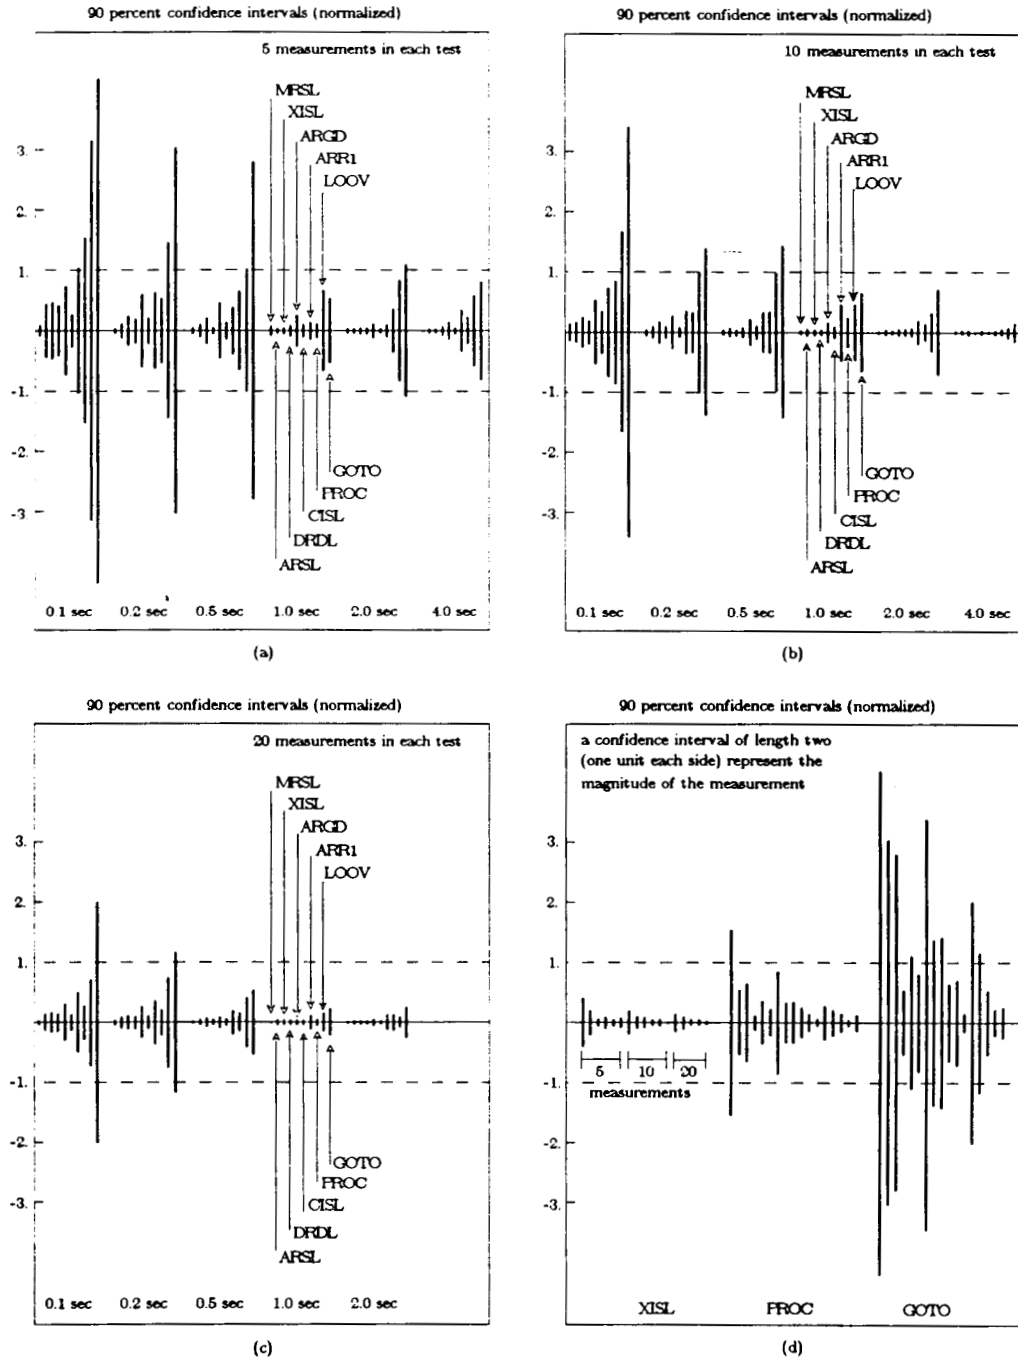 90 percent confidence intervals (normalized)
5 measurements in each test
MRSL
XISL
ARGD
ARR1
LOOV
3.
2.
1.
0.
-1.
-2.
-3.
GOTO
PROC
CISL
DRDL
ARSL
0.1 sec 0.2 sec 0.5 sec 1.0 sec 2.0 sec 4.0 sec
(a)
90 percent confidence intervals (normalized)
10 measurements in each test
MRSL
XISL
ARGD
ARR1
LOOV
3.
2.
1.
0.
-1.
-2.
-3.
GOTO
PROC
CISL
DRDL
ARSL
0.1 sec 0.2 sec 0.5 sec 1.0 sec 2.0 sec 4.0 sec
(b)
90 percent confidence intervals (normalized)
20 measurements in each test
MRSL
XISL
ARGD
ARR1
LOOV
3.
2.
1.
0.
-1.
-2.
-3.
GOTO
PROC
CISL
DRDL
ARSL
0.1 sec 0.2 sec 0.5 sec 1.0 sec 2.0 sec
(c)
90 percent confidence intervals (normalized)
a confidence interval of length two
(one unit each side) represent the
magnitude of the measurement
3.
2.
1.
0.
-1.
-2.
-3.
5 10 20
measurements
XISL PROC GOTO
(d)